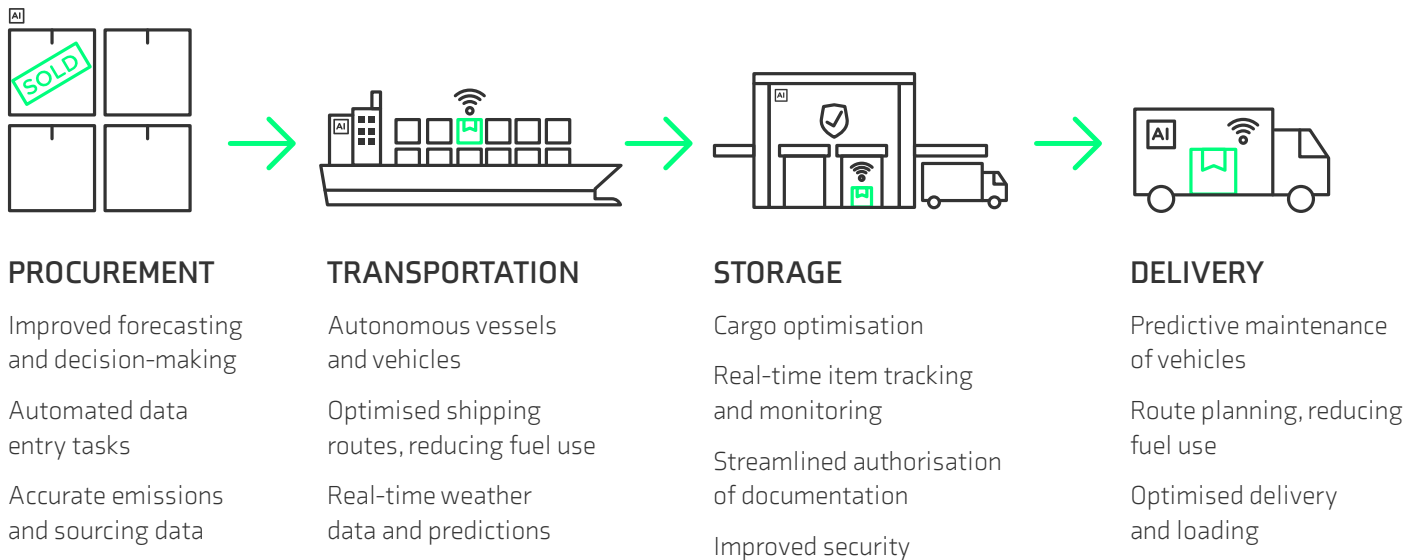 AI
SOLD
AI
AI
AI
PROCUREMENT
Improved forecasting
and decision-making
Automated data
entry tasks
Accurate emissions
and sourcing data
TRANSPORTATION
Autonomous vessels
and vehicles
Optimised shipping
routes, reducing fuel use
Real-time weather
data and predictions
STORAGE
Cargo optimisation
Real-time item tracking
and monitoring
Streamlined authorisation
of documentation
Improved security
DELIVERY
Predictive maintenance
of vehicles
Route planning, reducing
fuel use
Optimised delivery
and loading